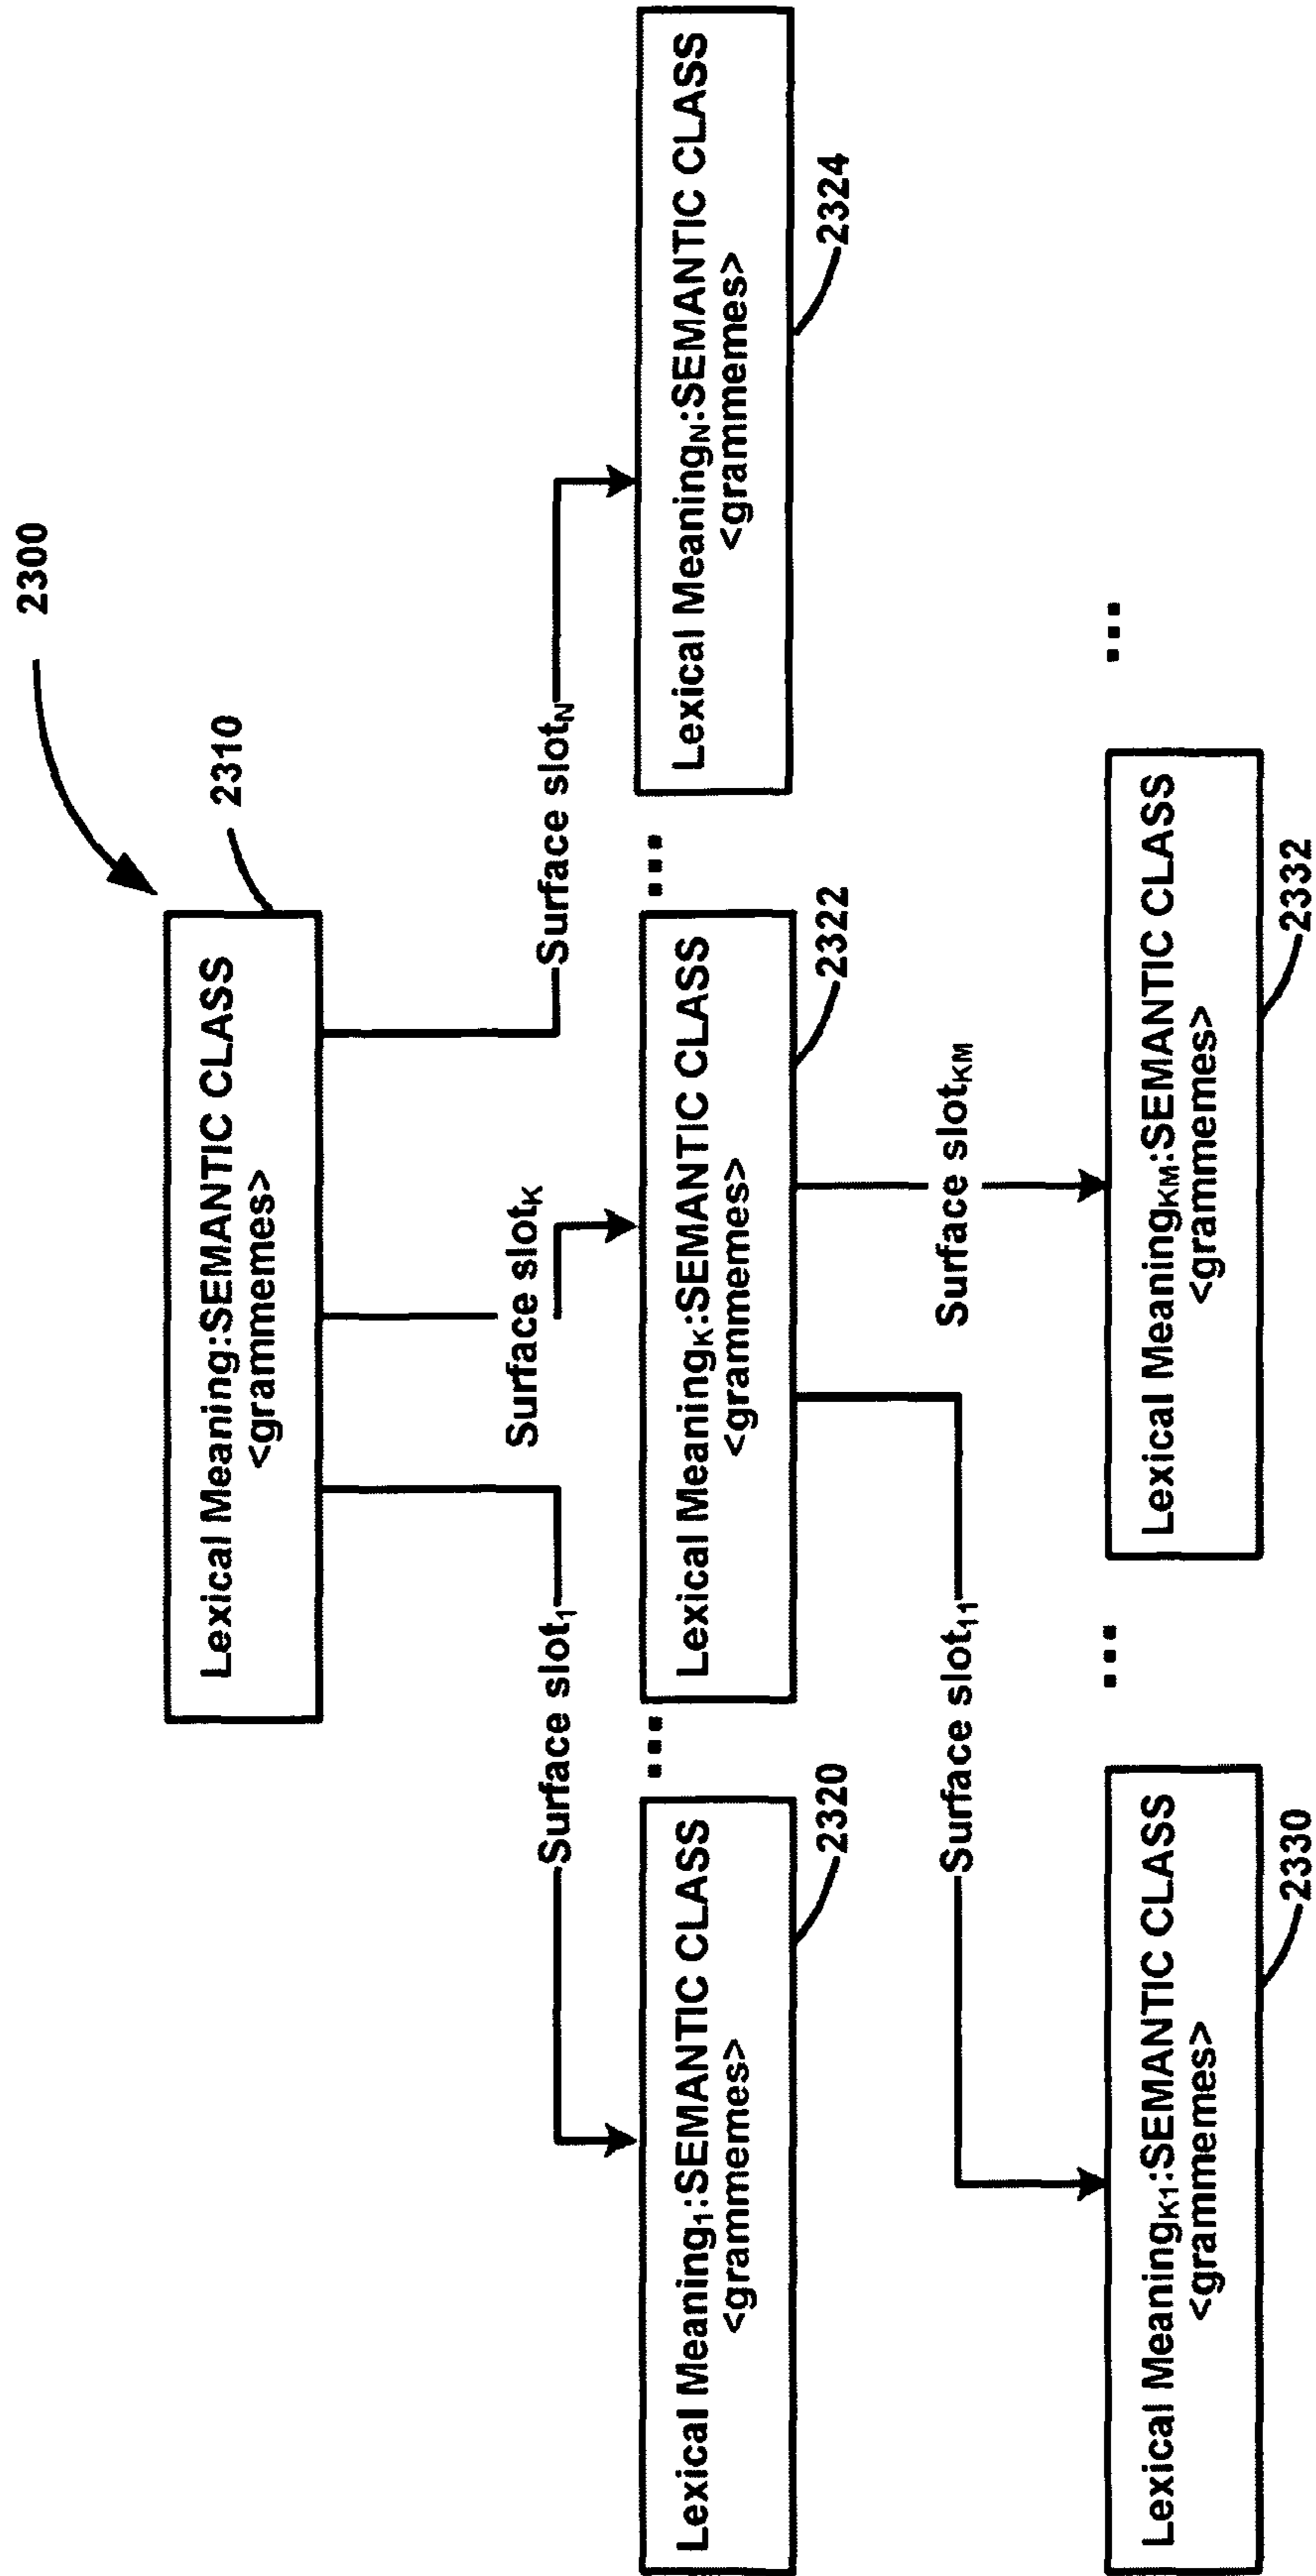 2300
2310
Lexical Meaning:SEMANTIC CLASS
<grammemes>
Surface slot₁
Surface slotK
Surface slotN
Lexical Meaning₁:SEMANTIC CLASS
<grammemes>
2320
...
Lexical MeaningK:SEMANTIC CLASS
<grammemes>
2322
...
Lexical MeaningN:SEMANTIC CLASS
<grammemes>
2324
Surface slot₁₁
Surface slotKM
Lexical MeaningK1:SEMANTIC CLASS
<grammemes>
2330
...
Lexical MeaningKM:SEMANTIC CLASS
<grammemes>
2332
...